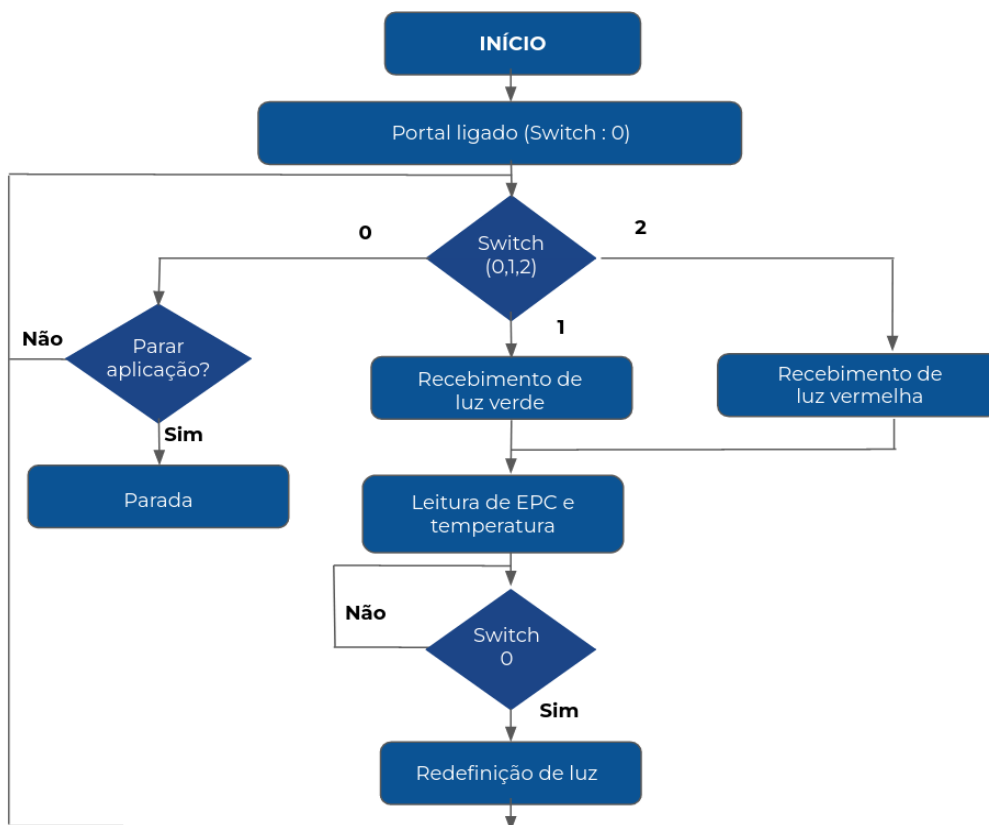 INÍCIO
Portal ligado (Switch : 0)
0
2
Switch
(0,1,2)
1
Não
Parar
aplicação?
Recebimento de
luz verde
Recebimento de
luz vermelha
Sim
Parada
Leitura de EPC e
temperatura
Não
Switch
0
Sim
Redefinição de luz